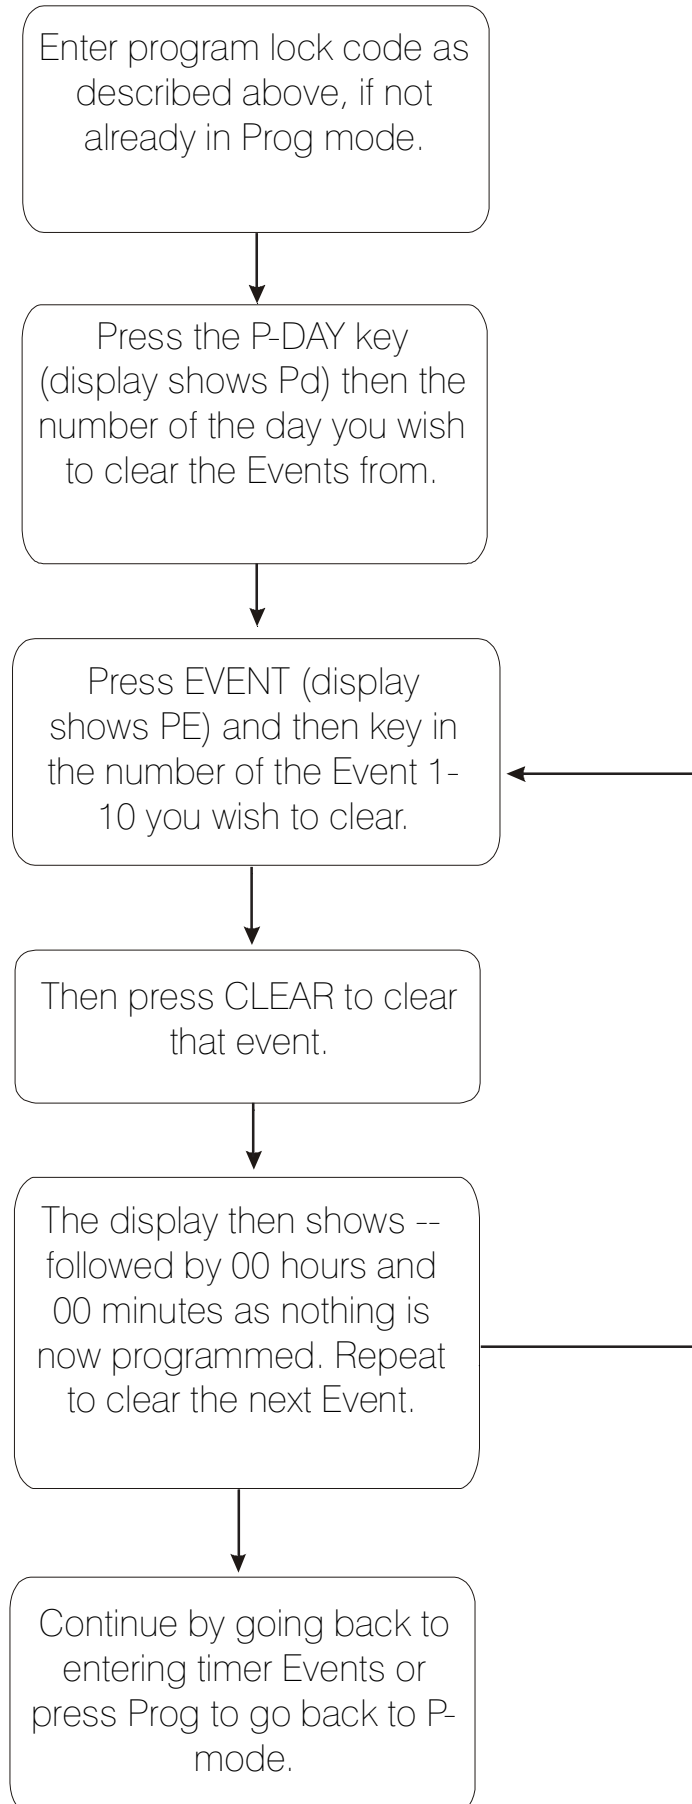 Enter program lock code as
described above, if not
already in Prog mode.
Press the P-DAY key
(display shows Pd) then the
number of the day you wish
to clear the Events from.
Press EVENT (display
shows PE) and then key in
the number of the Event 1-
10 you wish to clear.
Then press CLEAR to clear
that event.
The display then shows --
followed by 00 hours and
00 minutes as nothing is
now programmed. Repeat
to clear the next Event.
Continue by going back to
entering timer Events or
press Prog to go back to P-
mode.